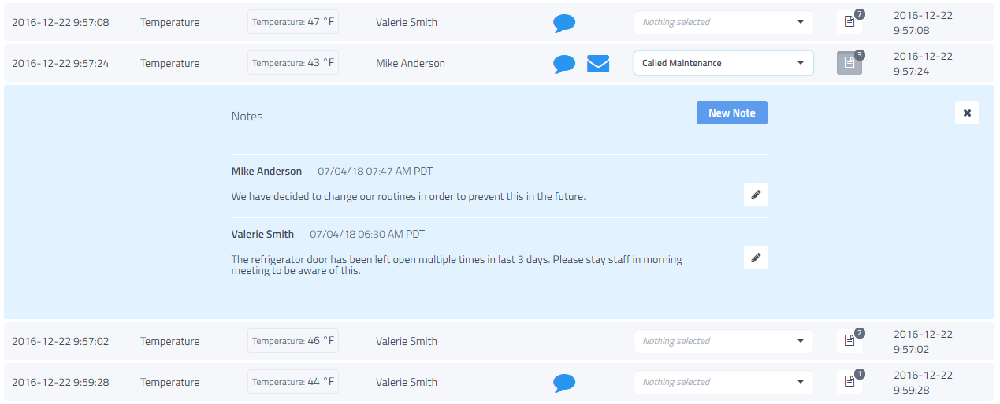 2016-12-22 9:57:08 Temperature Temperature: 47 °F Valerie Smith Nothing selected 7 2016-12-22
9:57:08
2016-12-22 9:57:24 Temperature Temperature: 43 °F Mike Anderson Called Maintenance 3 2016-12-22
9:57:24
Notes New Note
Mike Anderson 07/04/18 07:47 AM PDT
We have decided to change our routines in order to prevent this in the future.
Valerie Smith 07/04/18 06:30 AM PDT
The refrigerator door has been left open multiple times in last 3 days. Please stay staff in morning
meeting to be aware of this.
2016-12-22 9:57:02 Temperature Temperature: 46 °F Valerie Smith Nothing selected 2 2016-12-22
9:57:02
2016-12-22 9:59:28 Temperature Temperature: 44 °F Valerie Smith Nothing selected 1 2016-12-22
9:59:28